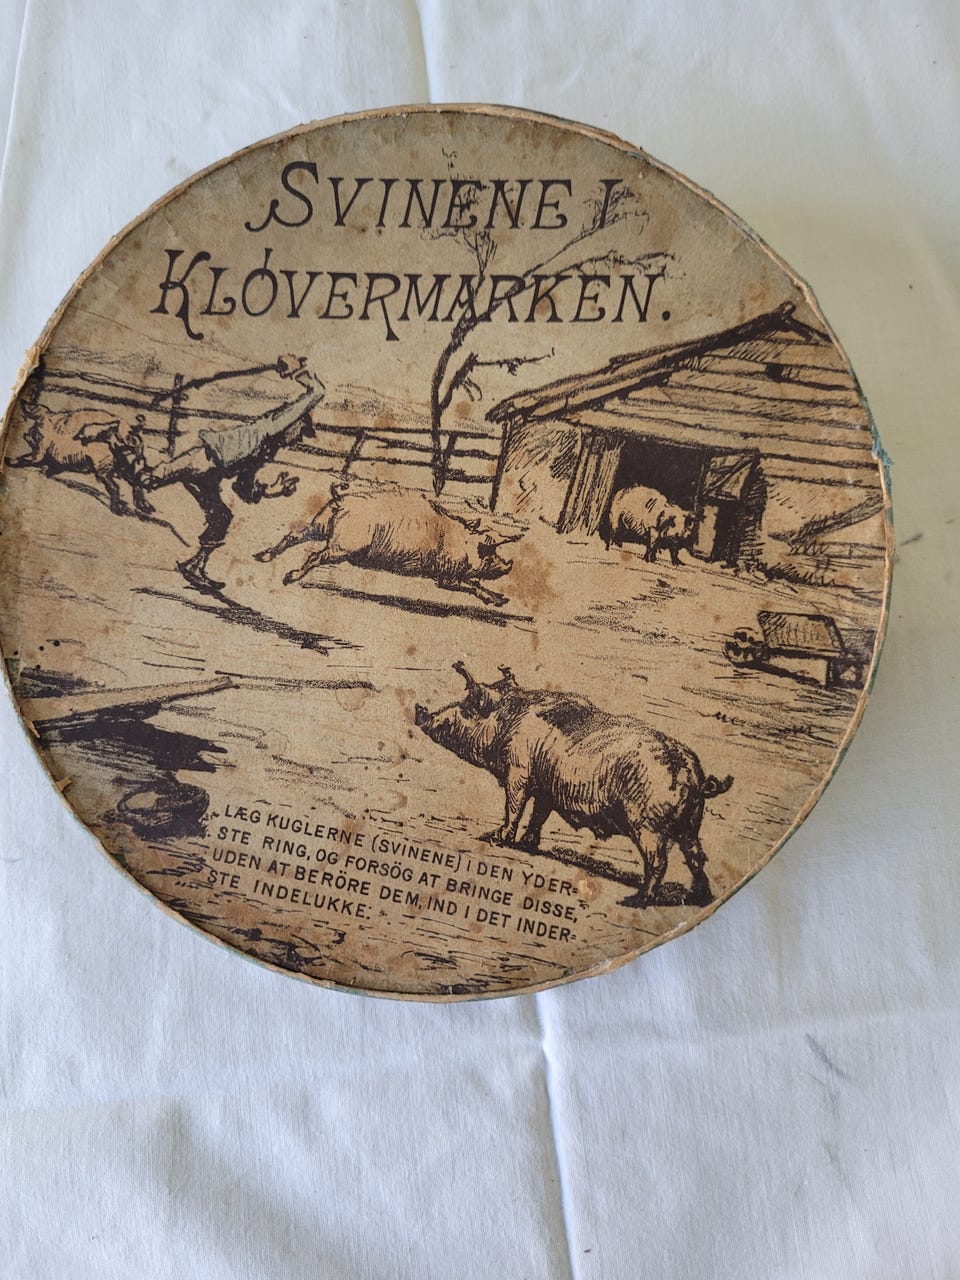 SVINENE I
KLÖVERMARKEN.
LÆG KUGLERNE (SVINENE) I DEN YDER=
STE RING, OG FORSÖG AT BRINGE DISSE,
UDEN AT BERÖRE DEM, IND I DET INDER=
STE INDELUKKE.